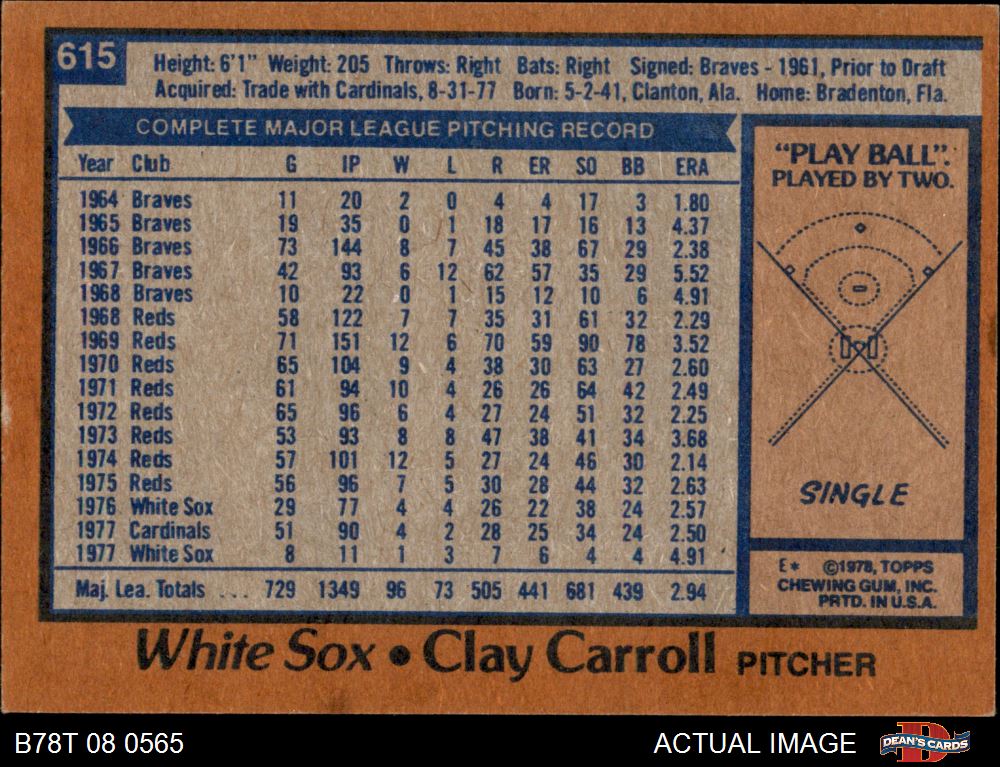 615
Height: 6'1" Weight: 205 Throws: Right Bats: Right Signed: Braves - 1961, Prior to Draft
Acquired: Trade with Cardinals, 8-31-77 Born: 5-2-41, Clanton, Ala. Home: Bradenton, Fla.
COMPLETE MAJOR LEAGUE PITCHING RECORD
Year Club G IP W L R ER SO BB ERA
1964 Braves 11 20 2 0 4 4 17 3 1.80
1965 Braves 19 35 0 1 18 17 16 13 4.37
1966 Braves 73 144 8 7 45 38 67 29 2.38
1967 Braves 42 93 6 12 62 57 35 29 5.52
1968 Braves 10 22 0 1 15 12 10 6 4.91
1968 Reds 58 122 7 7 35 31 61 32 2.29
1969 Reds 71 151 12 6 70 59 90 78 3.52
1970 Reds 65 104 9 4 38 30 63 27 2.60
1971 Reds 61 94 10 4 26 26 64 42 2.49
1972 Reds 65 96 6 4 27 24 51 32 2.25
1973 Reds 53 93 8 8 47 38 41 34 3.68
1974 Reds 57 101 12 5 27 24 46 30 2.14
1975 Reds 56 96 7 5 30 28 44 32 2.63
1976 White Sox 29 77 4 4 26 22 38 24 2.57
1977 Cardinals 51 90 4 2 28 25 34 24 2.50
1977 White Sox 8 11 1 3 7 6 4 4 4.91
Maj. Lea. Totals ... 729 1349 96 73 505 441 681 439 2.94
"PLAY BALL".
PLAYED BY TWO.
SINGLE
E* ©1978, TOPPS
CHEWING GUM, INC.
PRTD. IN U.S.A.
White Sox • Clay Carroll PITCHER
B78T 08 0565
ACTUAL IMAGE
D
DEAN'S CARDS